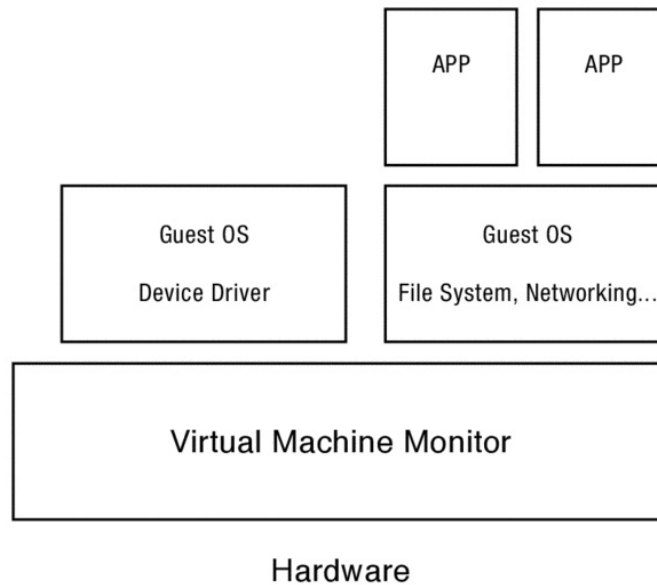 APP
APP
Guest OS
Device Driver
Guest OS
File System, Networking...
Virtual Machine Monitor
Hardware